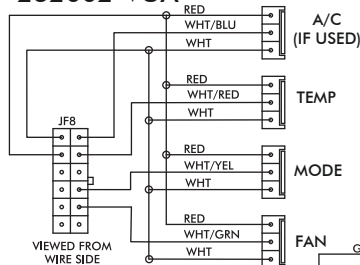 RED
WHT/BLU
WHT
A/C
(IF USED)
RED
WHT/RED
WHT
TEMP
JF8
RED
WHT/YEL
WHT
MODE
RED
WHT/GRN
WHT
FAN
VIEWED FROM
WIRE SIDE